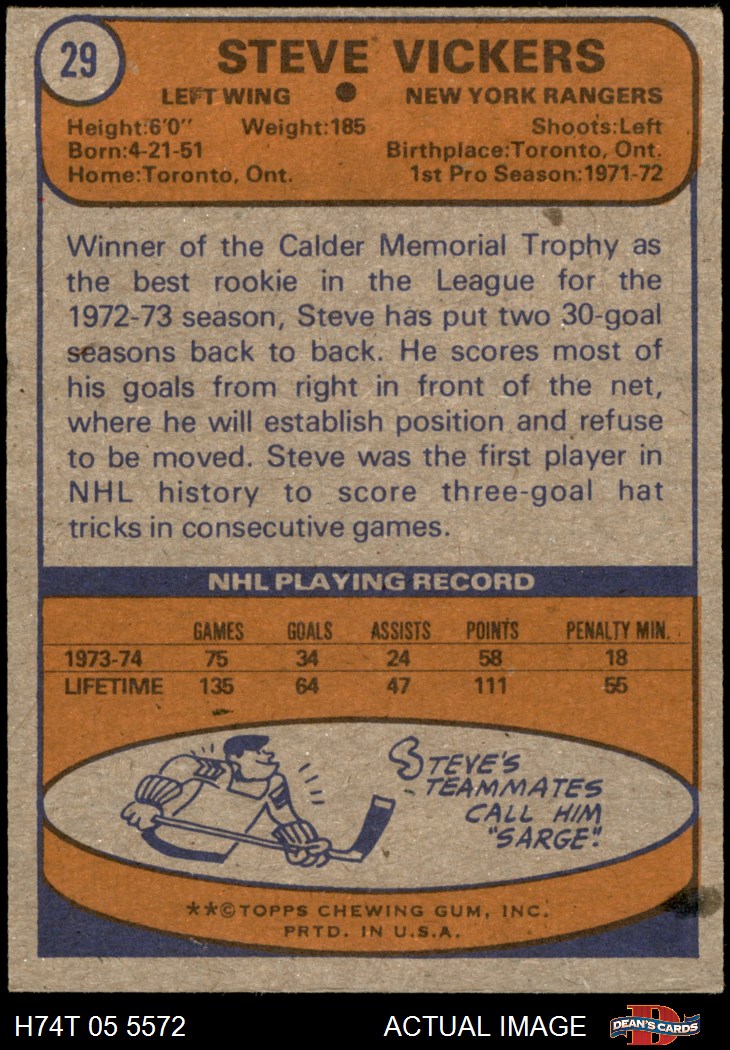 29
STEVE VICKERS
LEFT WING ● NEW YORK RANGERS
Height:6'0" Weight:185 Shoots:Left
Born:4-21-51 Birthplace:Toronto, Ont.
Home:Toronto, Ont. 1st Pro Season:1971-72
Winner of the Calder Memorial Trophy as
the best rookie in the League for the
1972-73 season, Steve has put two 30-goal
seasons back to back. He scores most of
his goals from right in front of the net,
where he will establish position and refuse
to be moved. Steve was the first player in
NHL history to score three-goal hat
tricks in consecutive games.
NHL PLAYING RECORD
GAMES GOALS ASSISTS POINTS PENALTY MIN.
1973-74 75 34 24 58 18
LIFETIME 135 64 47 111 55
STEVE'S
TEAMMATES
CALL HIM
"SARGE."
**©TOPPS CHEWING GUM, INC.
PRTD. IN U.S.A.
H74T 05 5572 ACTUAL IMAGE D DEAN'S CARDS